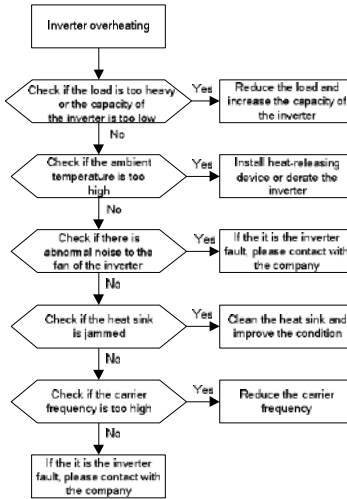 Inverter overheating
Check if the load is too heavy
or the capacity of
the inverter is too low
Yes
Reduce the load and
increase the capacity of
the inverter
No
Check if the ambient
temperature is too
high
Yes
Install heat-releasing
device or derate the
inverter
No
Check if there is
abnormal noise to the
fan of the inverter
Yes
If the it is the inverter
fault, please contact with
the company
No
Check if the heat sink
is jammed
Yes
Clean the heat sink and
improve the condition
No
Check if the carrier
frequency is too high
Yes
Reduce the carrier
frequency
No
If the it is the inverter
fault, please contact with
the company